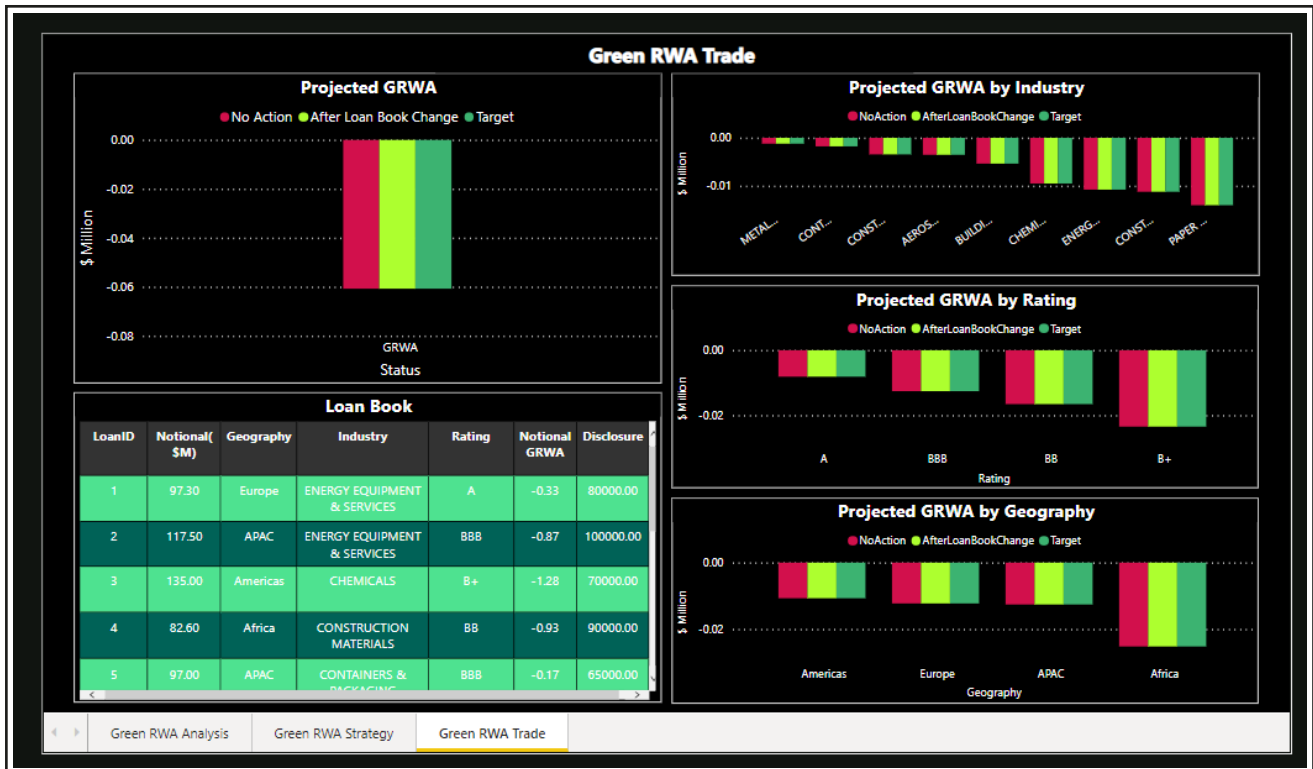 Green RWA Trade
Projected GRWA
No Action After Loan Book Change Target
0.00
-0.02
-0.04
-0.06
-0.08
$ Million
GRWA
Status
Loan Book
LoanID Notional( $M) Geography Industry Rating Notional GRWA Disclosure
1 97.30 Europe ENERGY EQUIPMENT & SERVICES A -0.33 80000.00
2 117.50 APAC ENERGY EQUIPMENT & SERVICES BBB -0.87 100000.00
3 135.00 Americas CHEMICALS B+ -1.28 70000.00
4 82.60 Africa CONSTRUCTION MATERIALS BB -0.93 90000.00
5 97.00 APAC CONTAINERS & PACKAGING BBB -0.17 65000.00
Projected GRWA by Industry
NoAction AfterLoanBookChange Target
0.00
-0.01
$ Million
METAL... CONT... CONST... AEROS... BUILDI... CHEMI... ENERG... CONST... PAPER ...
Projected GRWA by Rating
NoAction AfterLoanBookChange Target
0.00
-0.02
$ Million
A BBB BB B+
Rating
Projected GRWA by Geography
NoAction AfterLoanBookChange Target
0.00
-0.02
$ Million
Americas Europe APAC Africa
Geography
Green RWA Analysis Green RWA Strategy Green RWA Trade